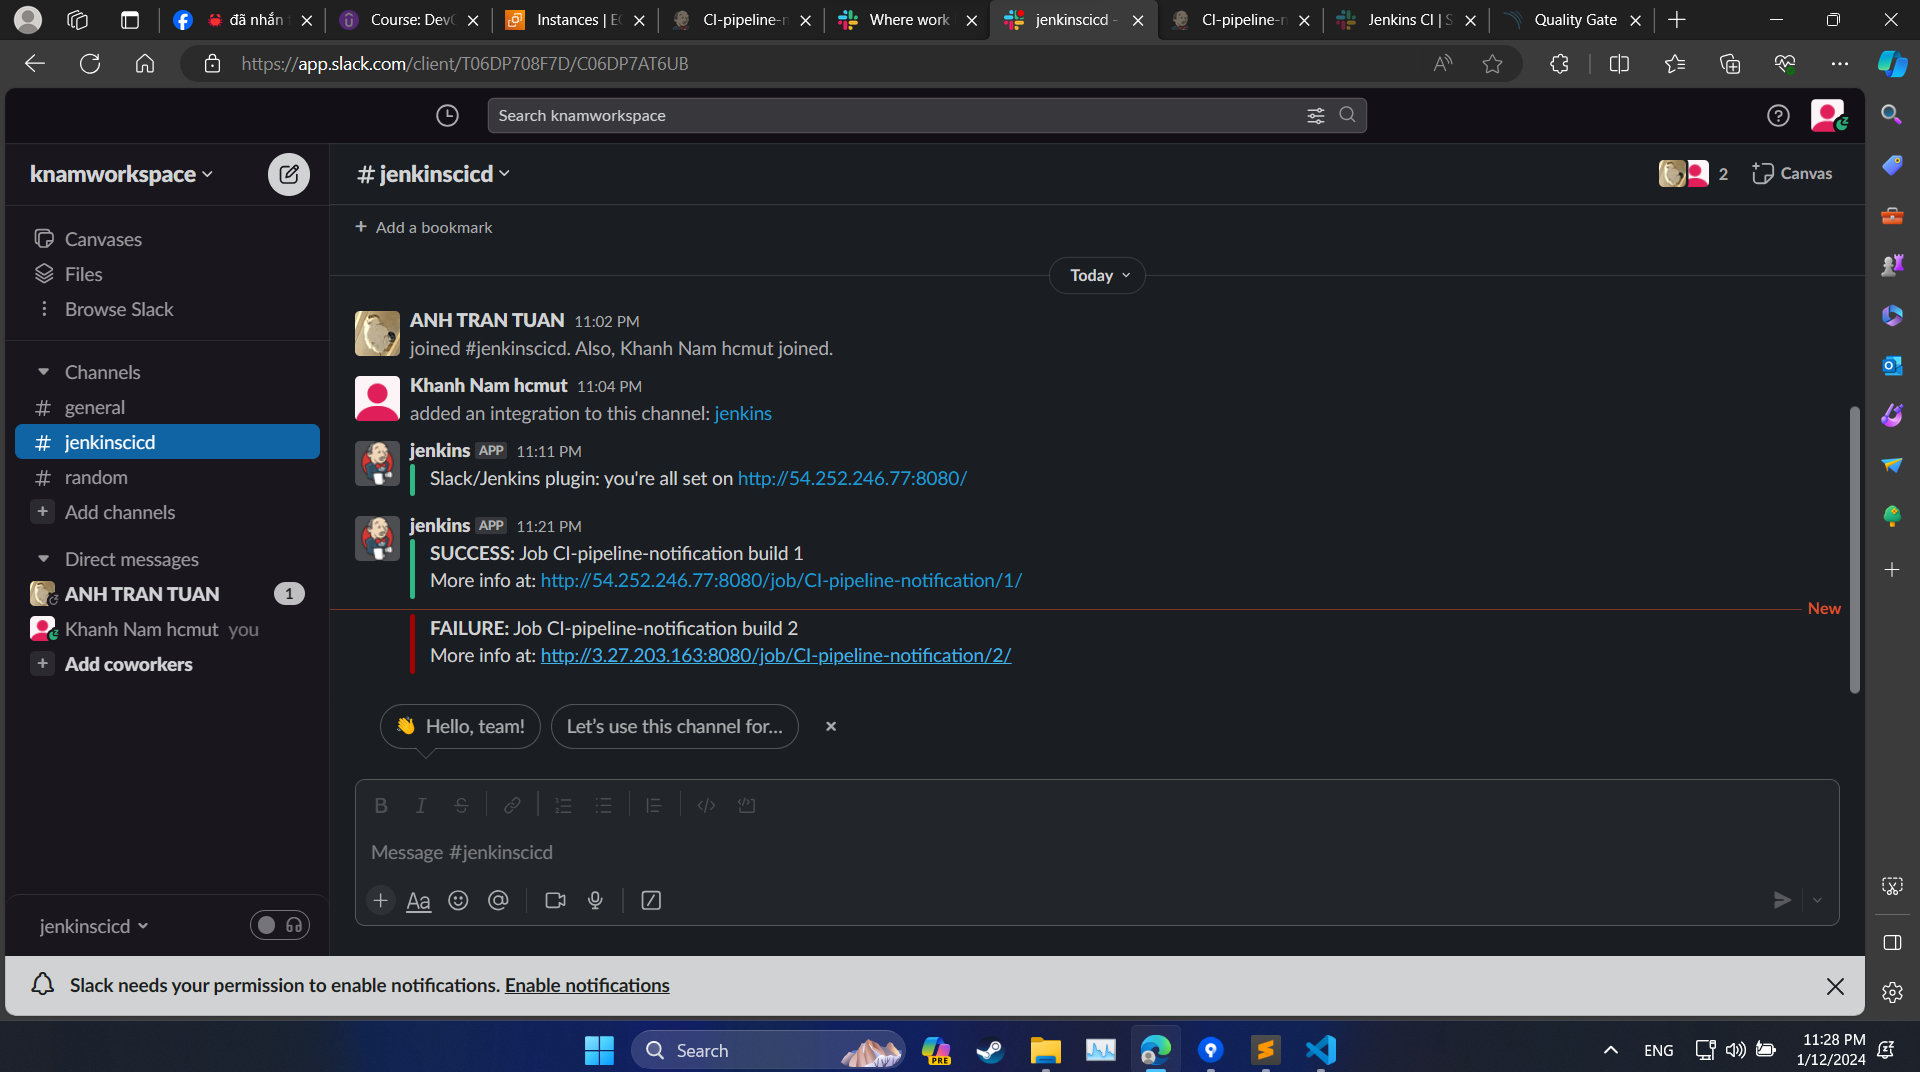 đã nhắn
Course: Dev
Instances | E
CI-pipeline-n
Where work
jenkinscicd -
CI-pipeline-n
Jenkins CI | S
Quality Gate
https://app.slack.com/client/T06DP708F7D/C06DP7AT6UB
Search knamworkspace
knamworkspace
# jenkinscicd
2
Canvas
Canvases
Files
Browse Slack
Channels
# general
# jenkinscicd
# random
+ Add channels
Direct messages
ANH TRAN TUAN 1
Khanh Nam hcmut you
+ Add coworkers
jenkinscicd
+ Add a bookmark
Today
ANH TRAN TUAN 11:02 PM
joined #jenkinscicd. Also, Khanh Nam hcmut joined.
Khanh Nam hcmut 11:04 PM
added an integration to this channel: jenkins
jenkins APP 11:11 PM
Slack/Jenkins plugin: you're all set on http://54.252.246.77:8080/
jenkins APP 11:21 PM
SUCCESS: Job CI-pipeline-notification build 1
More info at: http://54.252.246.77:8080/job/CI-pipeline-notification/1/
New
FAILURE: Job CI-pipeline-notification build 2
More info at: http://3.27.203.163:8080/job/CI-pipeline-notification/2/
Hello, team!
Let's use this channel for...
Message #jenkinscicd
Aa
Slack needs your permission to enable notifications. Enable notifications
Search
PRE
ENG
11:28 PM
1/12/2024